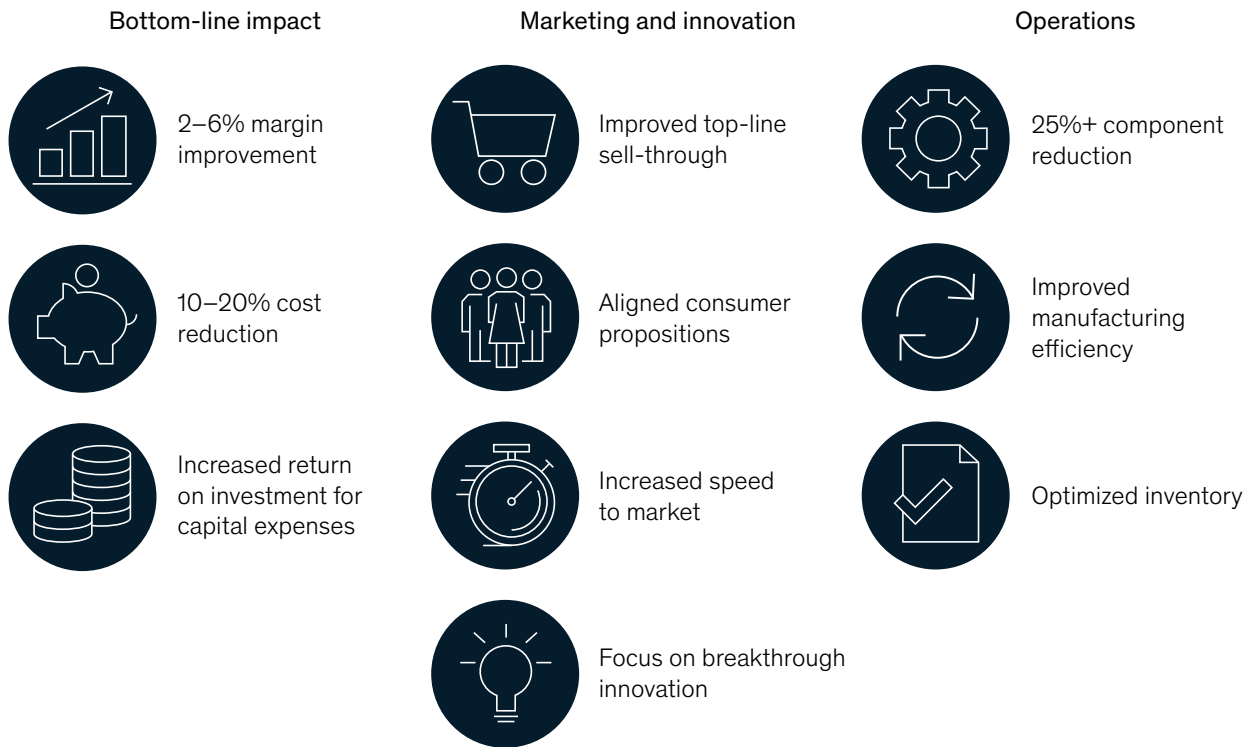 Bottom-line impact
2–6% margin
improvement
10–20% cost
reduction
Increased return
on investment for
capital expenses
Marketing and innovation
Improved top-line
sell-through
Aligned consumer
propositions
Increased speed
to market
Focus on breakthrough
innovation
Operations
25%+ component
reduction
Improved
manufacturing
efficiency
Optimized inventory